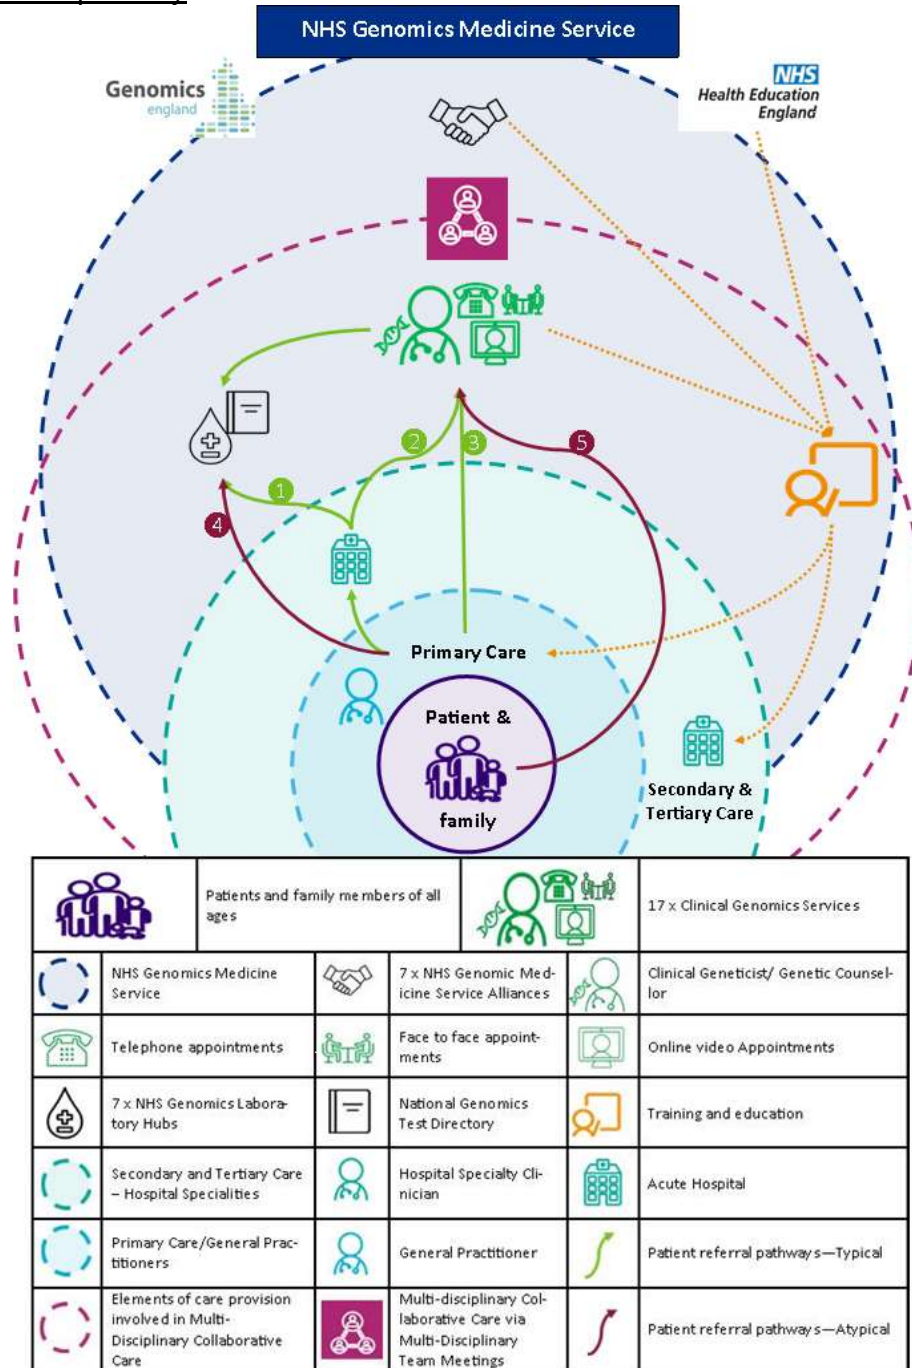 NHS Genomics Medicine Service
Genomics
england
NHS
Health Education
England
1
2
3
4
5
Primary Care
Patient &
family
Secondary &
Tertiary Care
Patients and family members of all
ages
17 x Clinical Genomics Services
NHS Genomics Medicine
Service
7 x NHS Genomic Med-
icine Service Alliances
Clinical Geneticist/ Genetic Counsel-
lor
Telephone appointments
Face to face appoint-
ments
Online video Appointments
7 x NHS Genomics Labora-
tory Hubs
National Genomics
Test Directory
Training and education
Secondary and Tertiary Care
– Hospital Specialities
Hospital Specialty Cli-
nician
Acute Hospital
Primary Care/General Prac-
titioners
General Practitioner
Patient referral pathways—Typical
Elements of care provision
involved in Multi-
Disciplinary Collaborative
Care
Multi-disciplinary Col-
laborative Care via
Multi-Disciplinary
Team Meetings
Patient referral pathways—Atypical